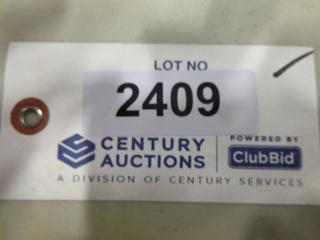 LOT NO
2409
CENTURY AUCTIONS
POWERED BY
ClubBid
A DIVISION OF CENTURY SERVICES